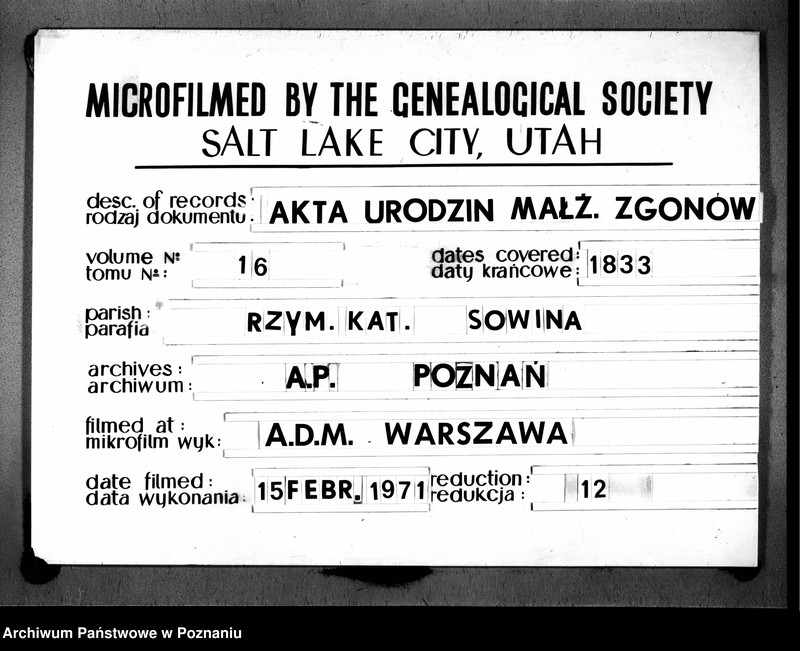 MICROFILMED BY THE GENEALOGICAL SOCIETY
SALT LAKE CITY, UTAH
desc. of records:
rodzaj dokumentu: AKTA URODZIN MAŁŻ. ZGONÓW
volume №
tomu №: 16
dates covered:
daty krańcowe: 1833
parish:
parafia RZYM. KAT. SOWINA
archives:
archiwum: A.P. POZNAŃ
filmed at:
mikrofilm wyk: A.D.M. WARSZAWA
date filmed:
data wykonania: 15 FEBR. 1971
reduction:
redukcja: 12
Archiwum Państwowe w Poznaniu